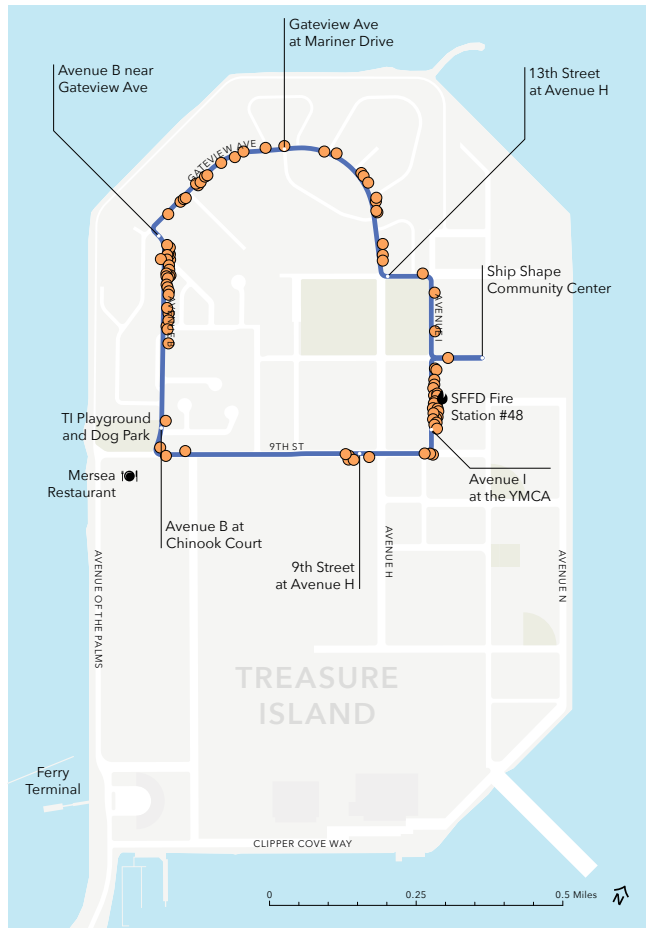 Gateview Ave
at Mariner Drive
Avenue B near
Gateview Ave
13th Street
at Avenue H
GATEVIEW AVE
Ship Shape
Community Center
AVENUE I
AVENUE B
SFFD Fire
Station #48
TI Playground
and Dog Park
9TH ST
Mersea
Restaurant
Avenue I
at the YMCA
Avenue B at
Chinook Court
9th Street
at Avenue H
AVENUE H
AVENUE OF THE PALMS
AVENUE N
TREASURE
ISLAND
Ferry
Terminal
CLIPPER COVE WAY
0 0.25 0.5 Miles
N